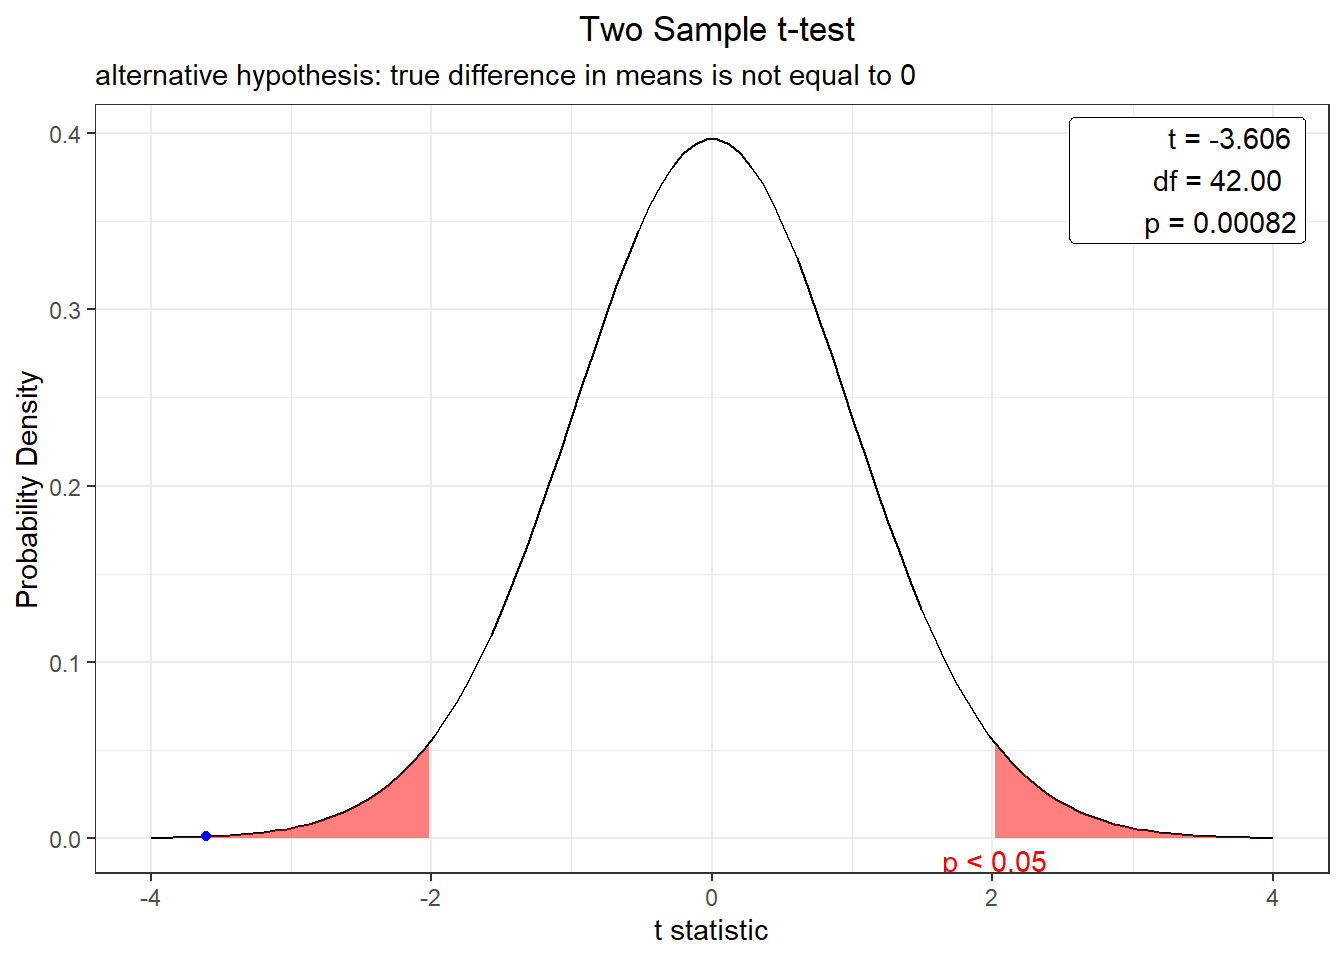 Two Sample t-test
alternative hypothesis: true difference in means is not equal to 0
t = -3.606
df = 42.00
p = 0.00082
Probability Density
0.4
0.3
0.2
0.1
0.0
p < 0.05
-4
-2
0
2
4
t statistic